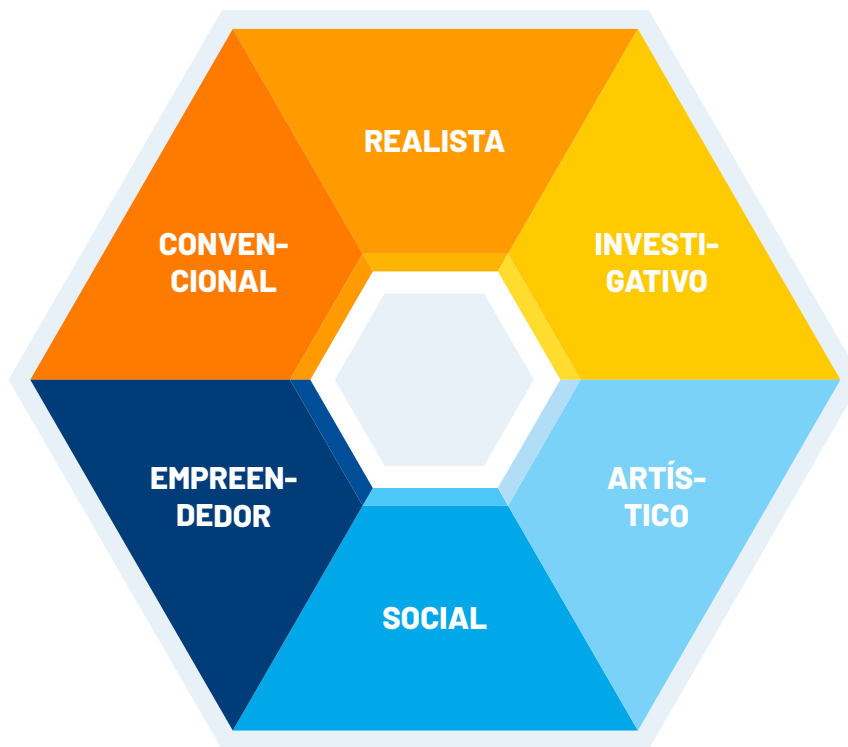 REALISTA
CONVEN-
CIONAL
INVESTI-
GATIVO
EMPREEN-
DEDOR
ARTÍS-
TICO
SOCIAL